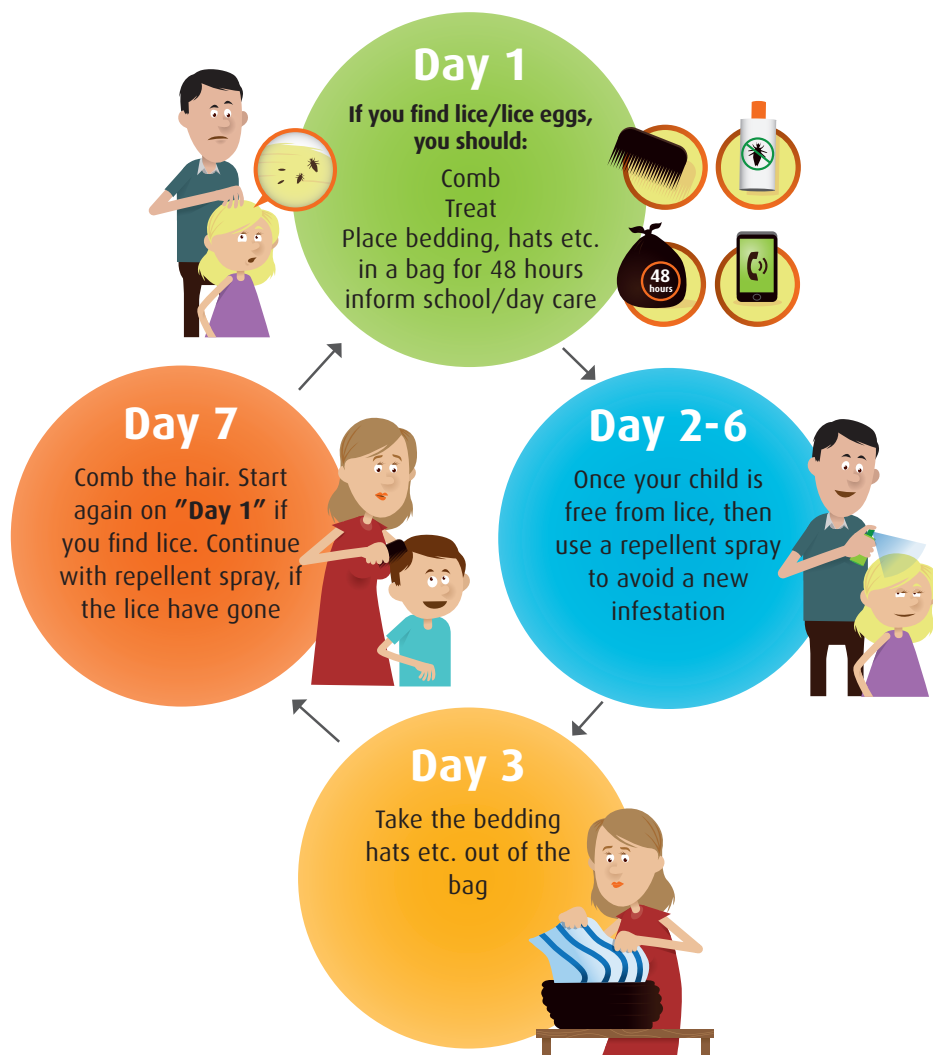 Day 1
If you find lice/lice eggs,
you should:
Comb
Treat
Place bedding, hats etc.
in a bag for 48 hours
inform school/day care
48
hours
Day 2-6
Once your child is
free from lice, then
use a repellent spray
to avoid a new
infestation
Day 3
Take the bedding
hats etc. out of the
bag
Day 7
Comb the hair. Start
again on ”Day 1” if
you find lice. Continue
with repellent spray, if
the lice have gone